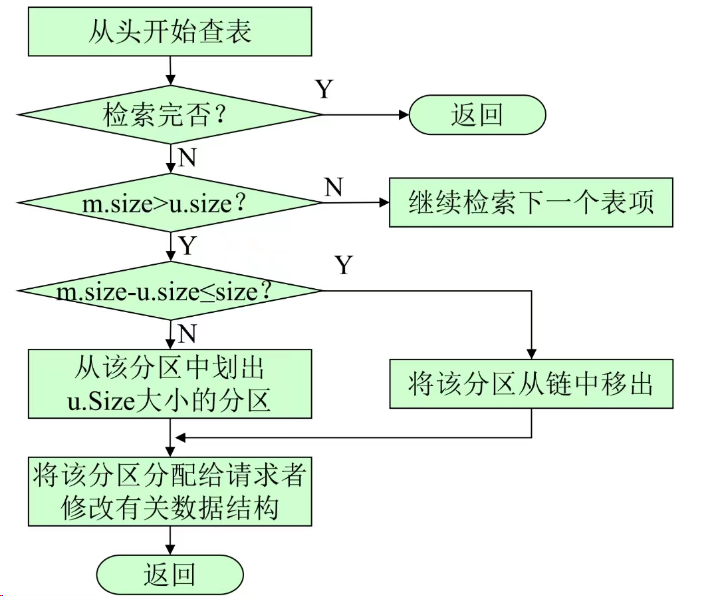 从头开始查表
检索完否？
Y
返回
N
m.size>u.size？
N
继续检索下一个表项
Y
m.size-u.size≤size？
Y
N
从该分区中划出
u.Size大小的分区
将该分区从链中移出
将该分区分配给请求者
修改有关数据结构
返回